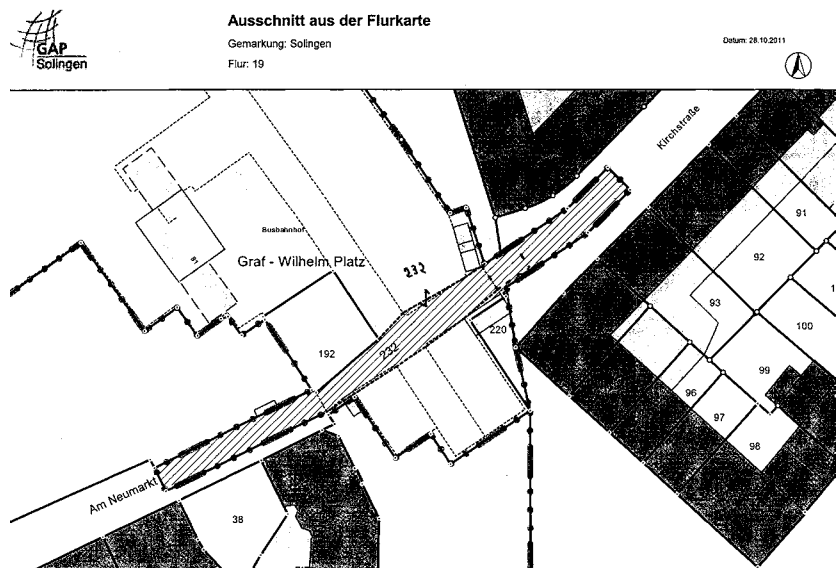 GAP
Solingen
Ausschnitt aus der Flurkarte
Gemarkung: Solingen
Flur: 19
Datum: 28.10.2011
Kirchstraße
Busbahnhof
Graf - Wilhelm Platz
232
91
92
93
100
192
232
220
99
96
97
98
Am Neumarkt
38